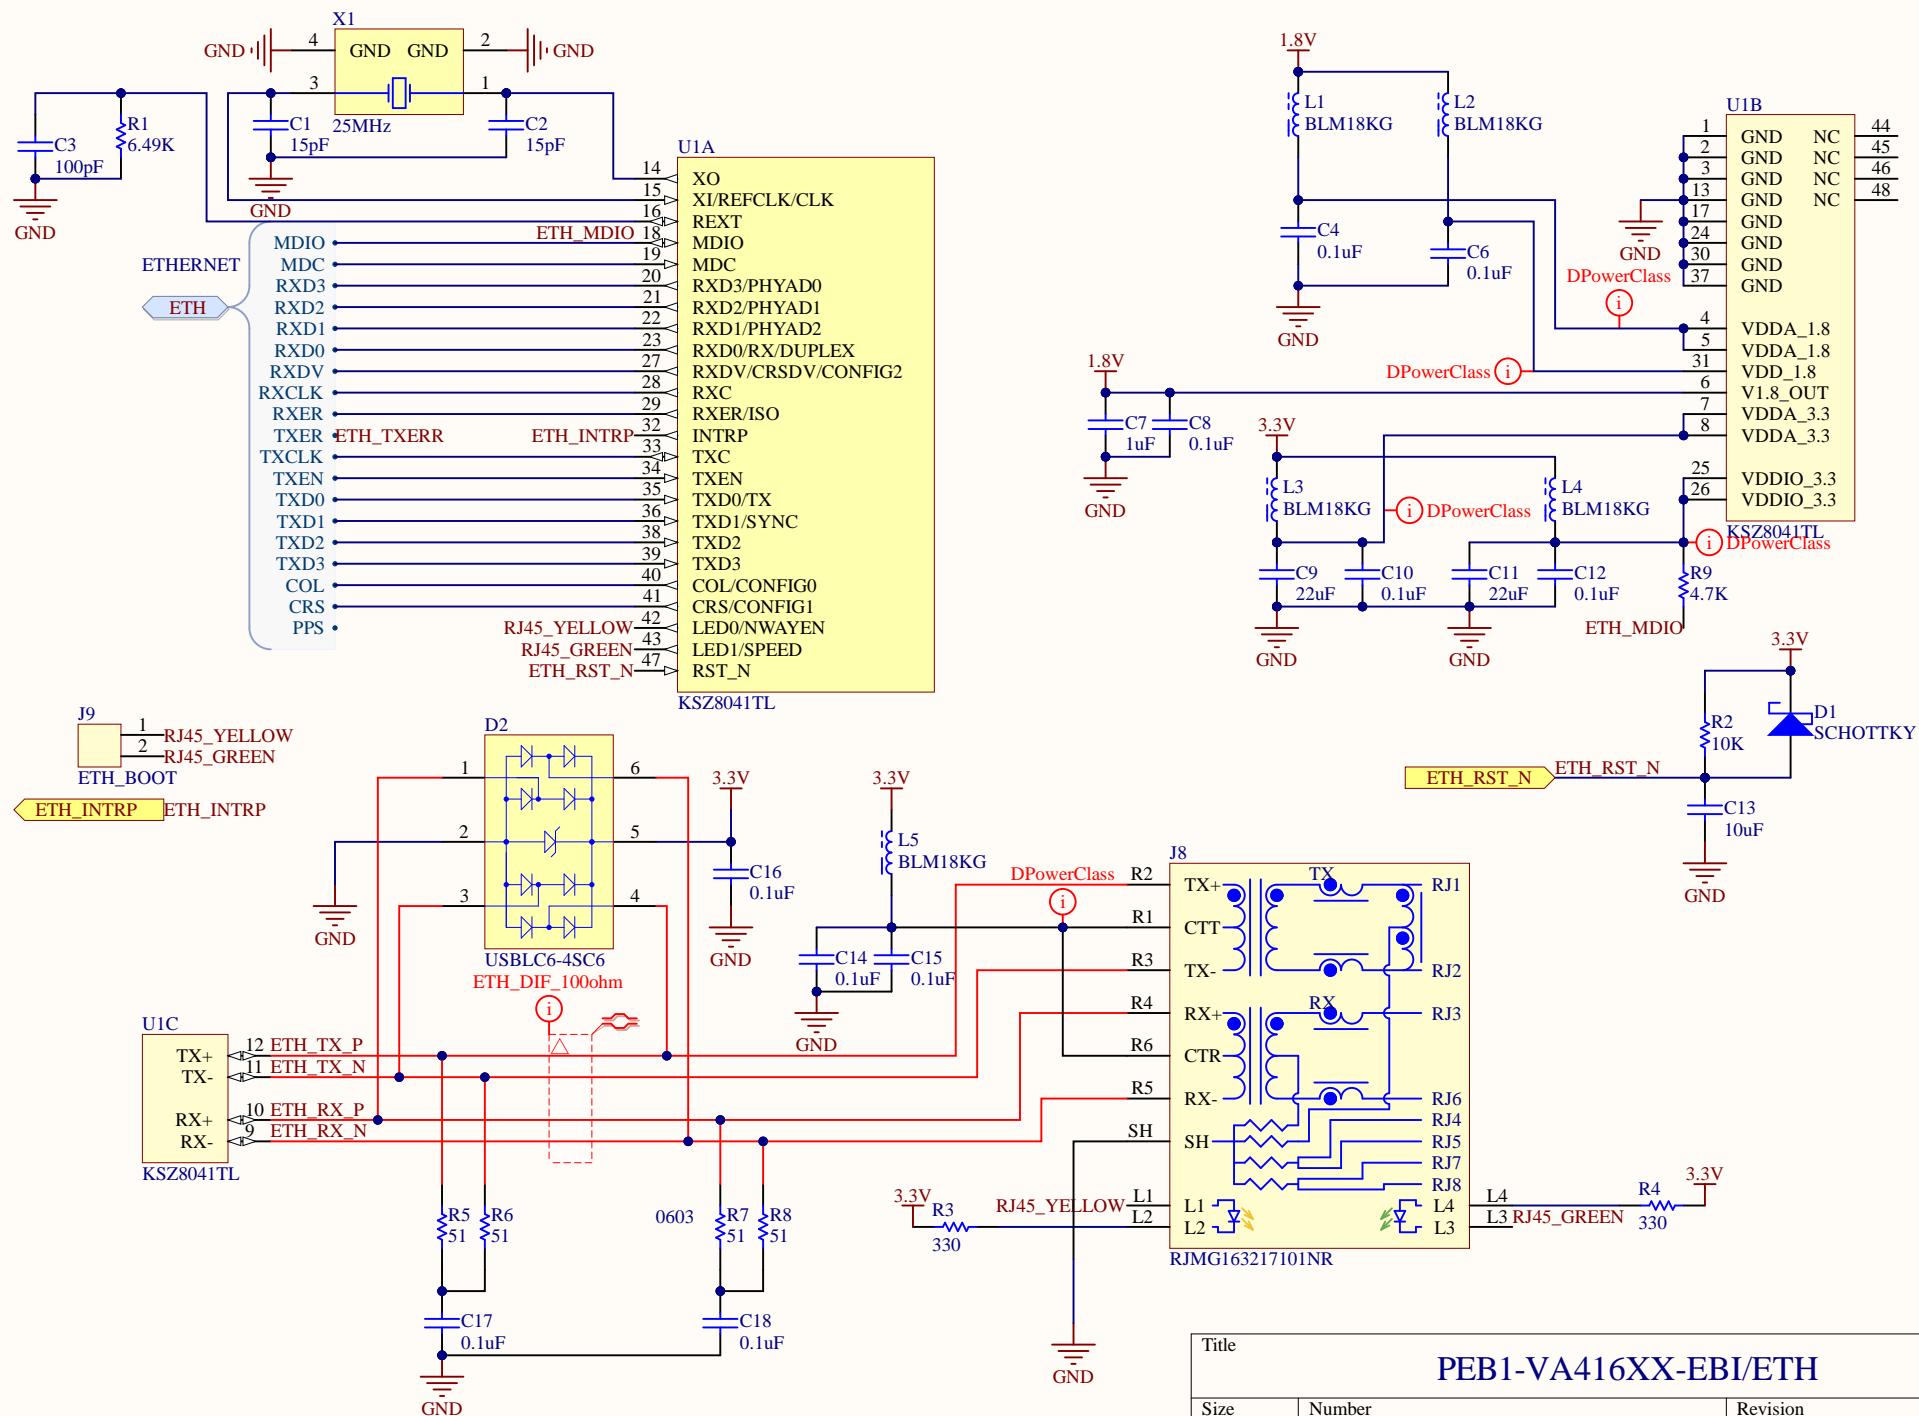 X1
GND 4 GND GND 2 GND
3 1
25MHz
C1
15pF
C2
15pF
GND
C3
100pF
R1
6.49K
GND
U1A
14 XO
15 XI/REFCLK/CLK
16 REXT
MDIO ETH_MDIO 18 MDIO
MDC 19 MDC
RXD3 20 RXD3/PHYAD0
RXD2 21 RXD2/PHYAD1
RXD1 22 RXD1/PHYAD2
RXD0 23 RXD0/RX/DUPLEX
RXDV 27 RXDV/CRSDV/CONFIG2
RXCLK 28 RXC
RXER 29 RXER/ISO
TXER ETH_TXERR ETH_INTRP 32 INTRP
TXCLK 33 TXC
TXEN 34 TXEN
TXD0 35 TXD0/TX
TXD1 36 TXD1/SYNC
TXD2 38 TXD2
TXD3 39 TXD3
COL 40 COL/CONFIG0
CRS 41 CRS/CONFIG1
PPS RJ45_YELLOW 42 LED0/NWAYEN
RJ45_GREEN 43 LED1/SPEED
ETH_RST_N 47 RST_N
KSZ8041TL
ETHERNET
ETH
1.8V
L1
BLM18KG
L2
BLM18KG
C4
0.1uF
C6
0.1uF
GND
U1B
1 GND NC 44
2 GND NC 45
3 GND NC 46
13 GND NC 48
17 GND
24 GND
30 GND
37 GND
4 VDDA_1.8
5 VDDA_1.8
31 VDD_1.8
6 V1.8_OUT
7 VDDA_3.3
8 VDDA_3.3
25 VDDIO_3.3
26 VDDIO_3.3
KSZ8041TL
GND
DPowerClass
i
DPowerClass i
1.8V
C7
1uF
C8
0.1uF
GND
3.3V
L3
BLM18KG
i DPowerClass
L4
BLM18KG
i DPowerClass
C9
22uF
C10
0.1uF
C11
22uF
C12
0.1uF
R9
4.7K
ETH_MDIO
GND
GND
3.3V
R2
10K
D1
SCHOTTKY
ETH_RST_N ETH_RST_N
C13
10uF
GND
J9
1 RJ45_YELLOW
2 RJ45_GREEN
ETH_BOOT
ETH_INTRP ETH_INTRP
D2
1 6
2 5
3 4
USBLC6-4SC6
GND
3.3V
C16
0.1uF
GND
ETH_DIF_100ohm
i
3.3V
L5
BLM18KG
C14
0.1uF
C15
0.1uF
GND
DPowerClass
i
J8
R2 TX+ TX RJ1
R1 CTT
R3 TX- RJ2
R4 RX+ RX RJ3
R6 CTR
R5 RX- RJ6
RJ4
SH SH RJ5
RJ7
RJ8
RJ45_YELLOW L1 L1 L4 L4
L2 L2 L3 L3 RJ45_GREEN
RJMG163217101NR
3.3V
R3
330
3.3V
R4
330
GND
U1C
TX+ 12 ETH_TX_P
TX- 11 ETH_TX_N
RX+ 10 ETH_RX_P
RX- 9 ETH_RX_N
KSZ8041TL
R5
51
R6
51
0603
R7
51
R8
51
C17
0.1uF
C18
0.1uF
GND
Title
PEB1-VA416XX-EBI/ETH
Size Number Revision